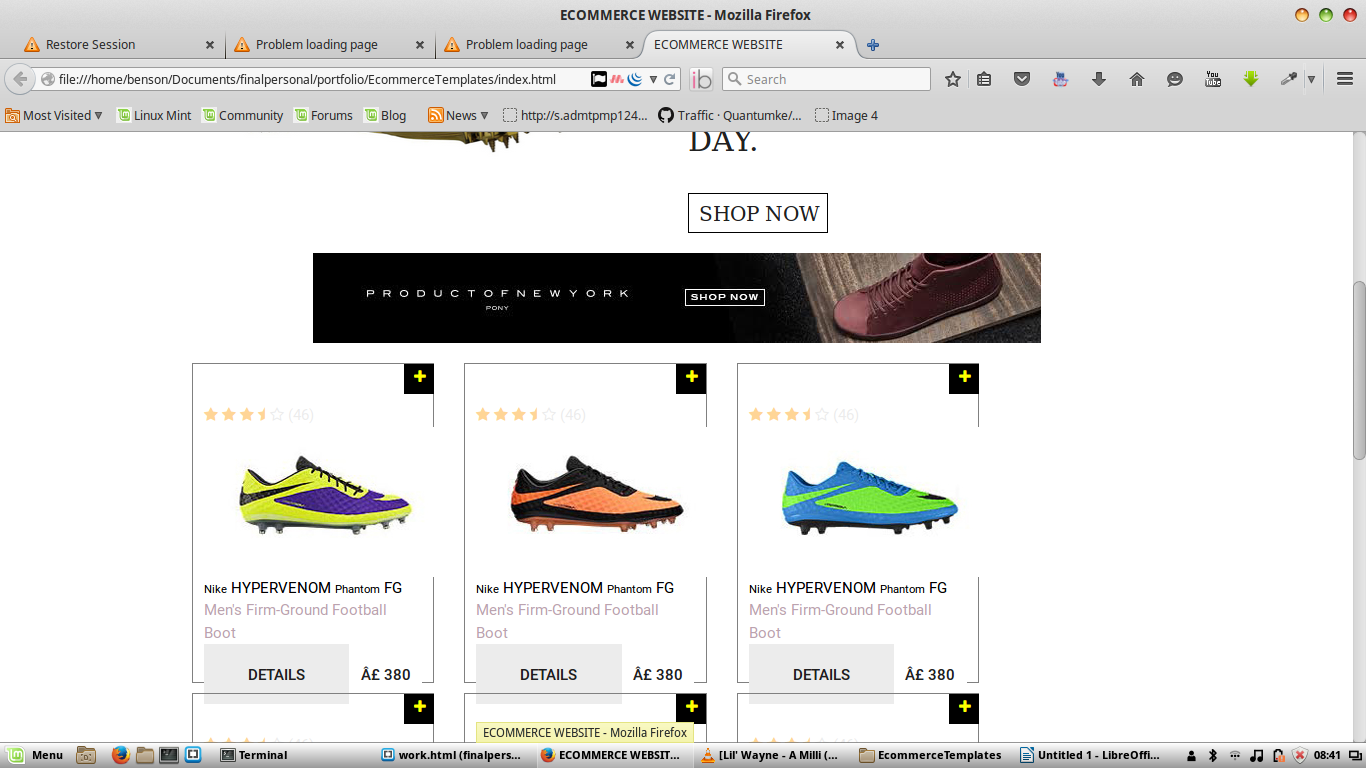 ECOMMERCE WEBSITE - Mozilla Firefox
Restore Session
Problem loading page
Problem loading page
ECOMMERCE WEBSITE
file:///home/benson/Documents/finalpersonal/portfolio/EcommerceTemplates/index.html
Search
Most Visited
Linux Mint
Community
Forums
Blog
News
http://s.admtpmp124...
Traffic · Quantumke/...
Image 4
DAY.
SHOP NOW
PRODUCTOFNEWYORK
PONY
SHOP NOW
(46)
(46)
(46)
Nike HYPERVENOM Phantom FG
Men's Firm-Ground Football
Boot
DETAILS
Â£ 380
Nike HYPERVENOM Phantom FG
Men's Firm-Ground Football
Boot
DETAILS
Â£ 380
Nike HYPERVENOM Phantom FG
Men's Firm-Ground Football
Boot
DETAILS
Â£ 380
ECOMMERCE WEBSITE - Mozilla Firefox
Menu
Terminal
work.html (finalpers...
ECOMMERCE WEBSIT...
[Lil' Wayne - A Milli (...
EcommerceTemplates
Untitled 1 - LibreOffi...
08:41